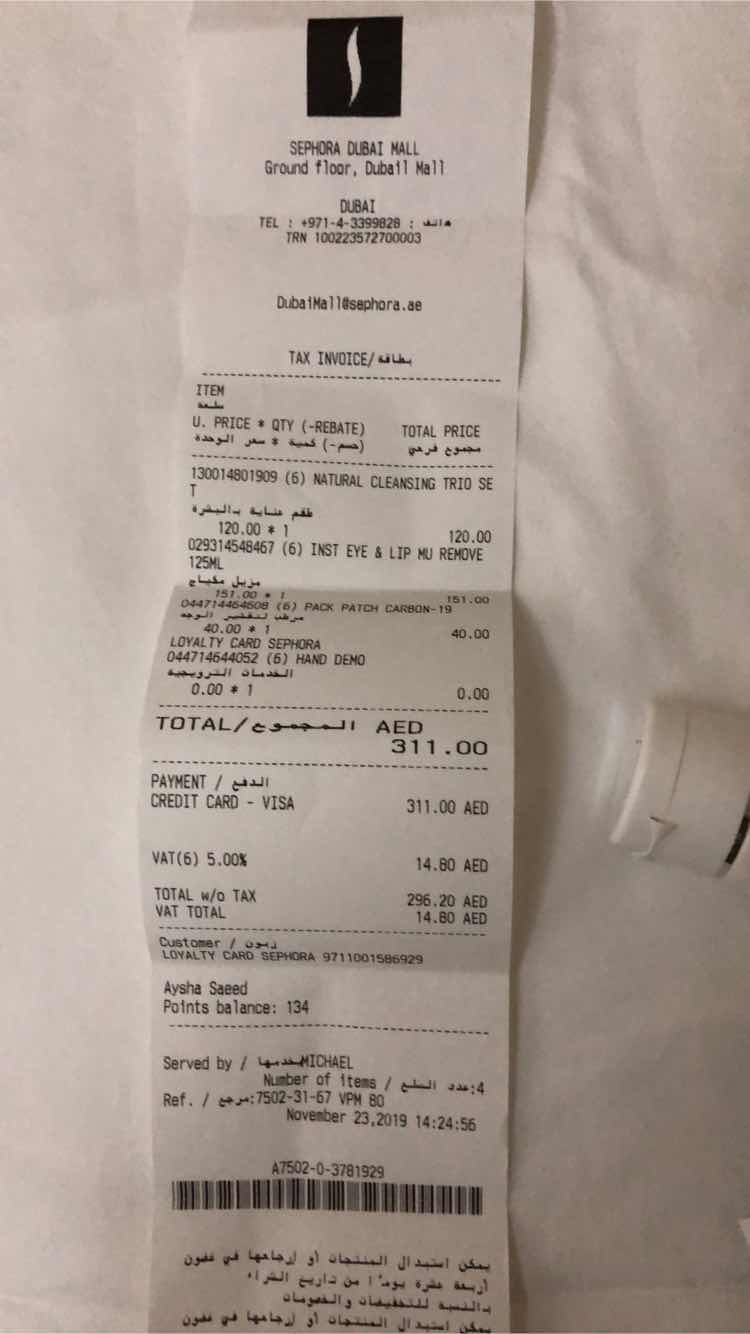 SEPHORA DUBAI MALL
Ground floor, Dubail Mall
DUBAI
TEL : +971-4-3399828 : هاتف
TRN 100223572700003
DubaiMall@sephora.ae
TAX INVOICE/بطاقة
ITEM
سلعة
U. PRICE * QTY (-REBATE) TOTAL PRICE
(حسم-) كمية * سعر الوحدة مجموع فرعي
130014801909 (6) NATURAL CLEANSING TRIO SE
T
طقم عناية بالبشرة
120.00 * 1 120.00
029314548467 (6) INST EYE & LIP MU REMOVE
125ML
مزيل مكياج
151.00 * 1 151.00
044714464608 (6) PACK PATCH CARBON-19
مرطب لتقشير الوجه
40.00 * 1 40.00
LOYALTY CARD SEPHORA
044714644052 (6) HAND DEMO
الخدمات الترويجية
0.00 * 1 0.00
TOTAL/المجموع AED
311.00
PAYMENT / الدفع
CREDIT CARD - VISA 311.00 AED
VAT(6) 5.00% 14.80 AED
TOTAL w/o TAX 296.20 AED
VAT TOTAL 14.80 AED
Customer / زبون
LOYALTY CARD SEPHORA 9711001586929
Aysha Saeed
Points balance: 134
Served by / يخدمها MICHAEL
Number of items / عدد السلع:4
Ref. / مرجع:7502-31-67 VPM 80
November 23,2019 14:24:56
A7502-0-3781929
يمكن استبدال المنتجات أو إرجاعها في غضون
أربعة عشرة يوماً من تاريخ الشراء
بالنسبة للتخفيضات والخصومات
يمكن استبدال المنتجات أو إرجاعها في غضون